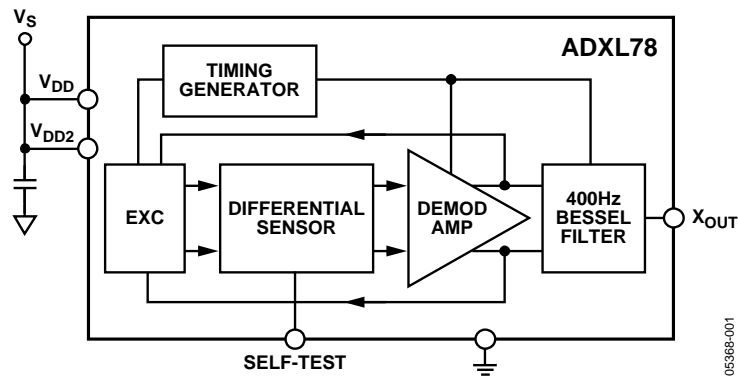 VS
ADXL78
TIMING
GENERATOR
VDD
VDD2
EXC
DIFFERENTIAL
SENSOR
DEMOD
AMP
400Hz
BESSEL
FILTER
XOUT
SELF-TEST
05368-001